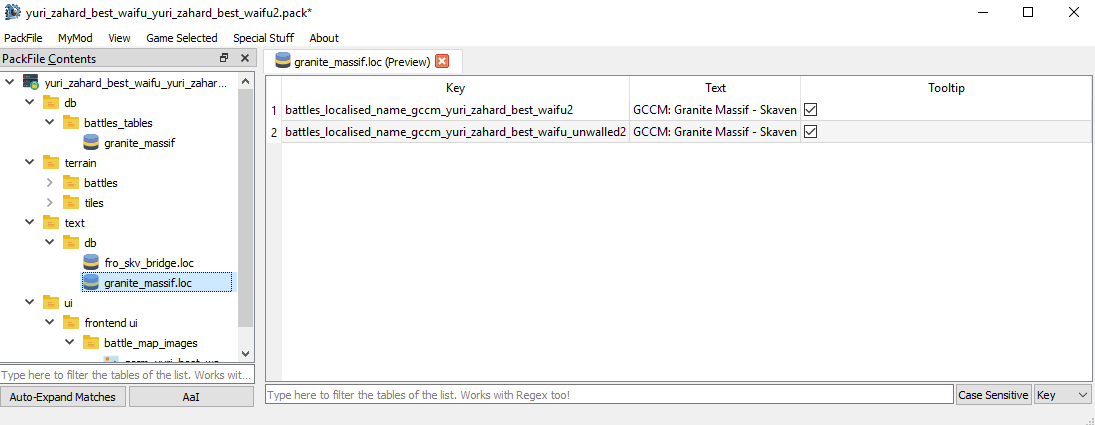 yuri_zahard_best_waifu_yuri_zahard_best_waifu2.pack*
PackFile MyMod View Game Selected Special Stuff About
PackFile Contents
yuri_zahard_best_waifu_yuri_zahar...
db
battles_tables
granite_massif
terrain
battles
tiles
text
db
fro_skv_bridge.loc
granite_massif.loc
ui
frontend ui
battle_map_images
Type here to filter the tables of the list. Works wit...
Auto-Expand Matches AaI
granite_massif.loc (Preview)
Key Text Tooltip
1 battles_localised_name_gccm_yuri_zahard_best_waifu2 GCCM: Granite Massif - Skaven
2 battles_localised_name_gccm_yuri_zahard_best_waifu_unwalled2 GCCM: Granite Massif - Skaven
Type here to filter the tables of the list. Works with Regex too! Case Sensitive Key